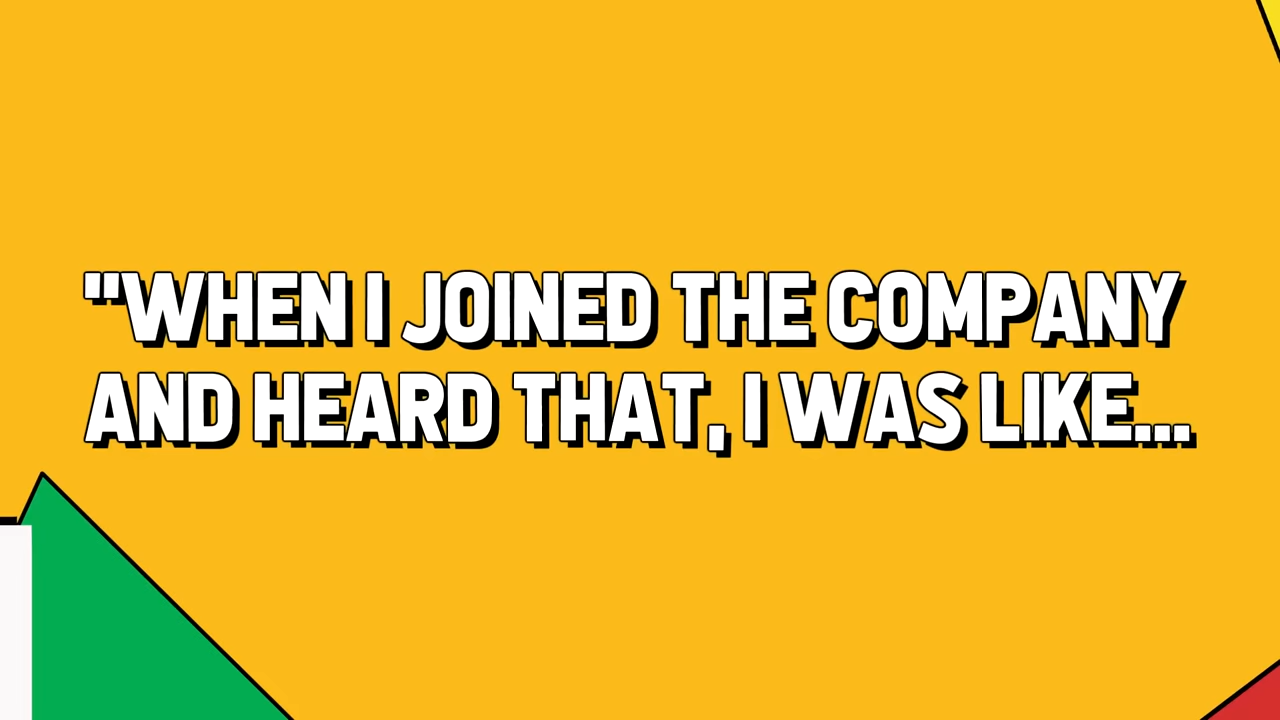 "WHEN I JOINED THE COMPANY
AND HEARD THAT, I WAS LIKE...